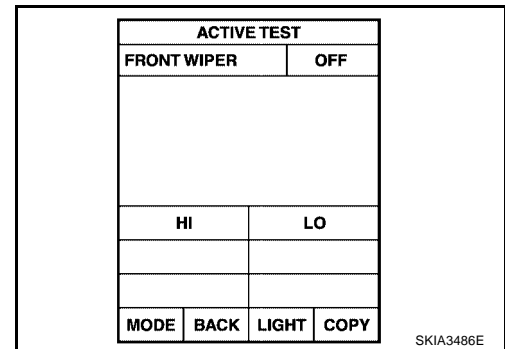 ACTIVE TEST
FRONT WIPER OFF
HI LO
MODE BACK LIGHT COPY
SKIA3486E